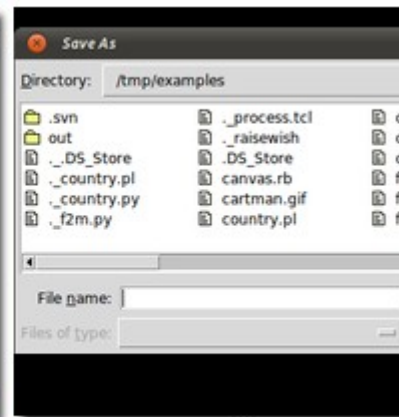 Save As
Directory: /tmp/examples
.svn ._process.tcl
out ._raisewish
._.DS_Store .DS_Store
._country.pl canvas.rb
._country.py cartman.gif
._f2m.py country.pl
File name:
Files of type: